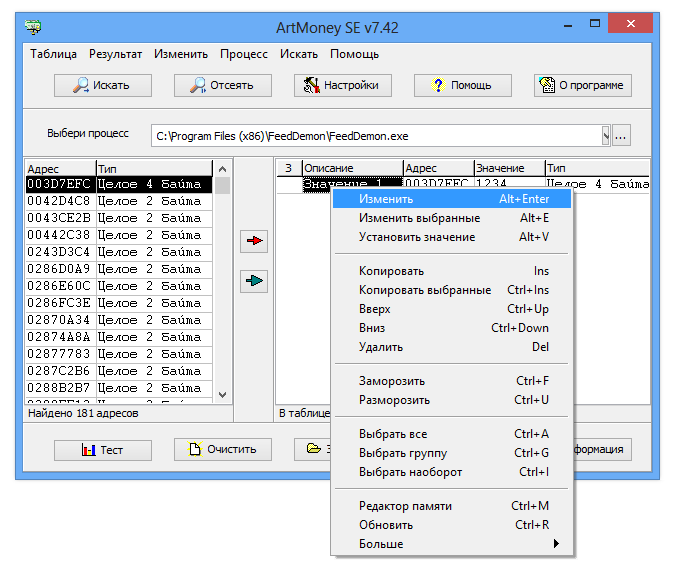 ArtMoney SE v7.42
Таблица Результат Изменить Процесс Искать Помощь
Искать Отсеять Настройки Помощь О программе
Выбери процесс C:\Program Files (x86)\FeedDemon\FeedDemon.exe ...
Адрес Тип
003D7EFC Целое 4 Байта
0042D4C8 Целое 2 Байта
0043CE2B Целое 2 Байта
00442C38 Целое 2 Байта
0243D3C4 Целое 2 Байта
0286D0A9 Целое 2 Байта
0286E60C Целое 2 Байта
0286FC3E Целое 2 Байта
02870A34 Целое 2 Байта
02874A8A Целое 2 Байта
02877783 Целое 2 Байта
0287C2B6 Целое 2 Байта
0288B2B7 Целое 2 Байта
Найдено 181 адресов
З Описание Адрес Значение Тип
Значение 1 003D7EFC 1234 Целое 4 Байта
Изменить Alt+Enter
Изменить выбранные Alt+E
Установить значение Alt+V
Копировать Ins
Копировать выбранные Ctrl+Ins
Вверх Ctrl+Up
Вниз Ctrl+Down
Удалить Del
Заморозить Ctrl+F
Разморозить Ctrl+U
Выбрать все Ctrl+A
Выбрать группу Ctrl+G
Выбрать наоборот Ctrl+I
Редактор памяти Ctrl+M
Обновить Ctrl+R
Больше
В таблице
Тест Очистить З формация